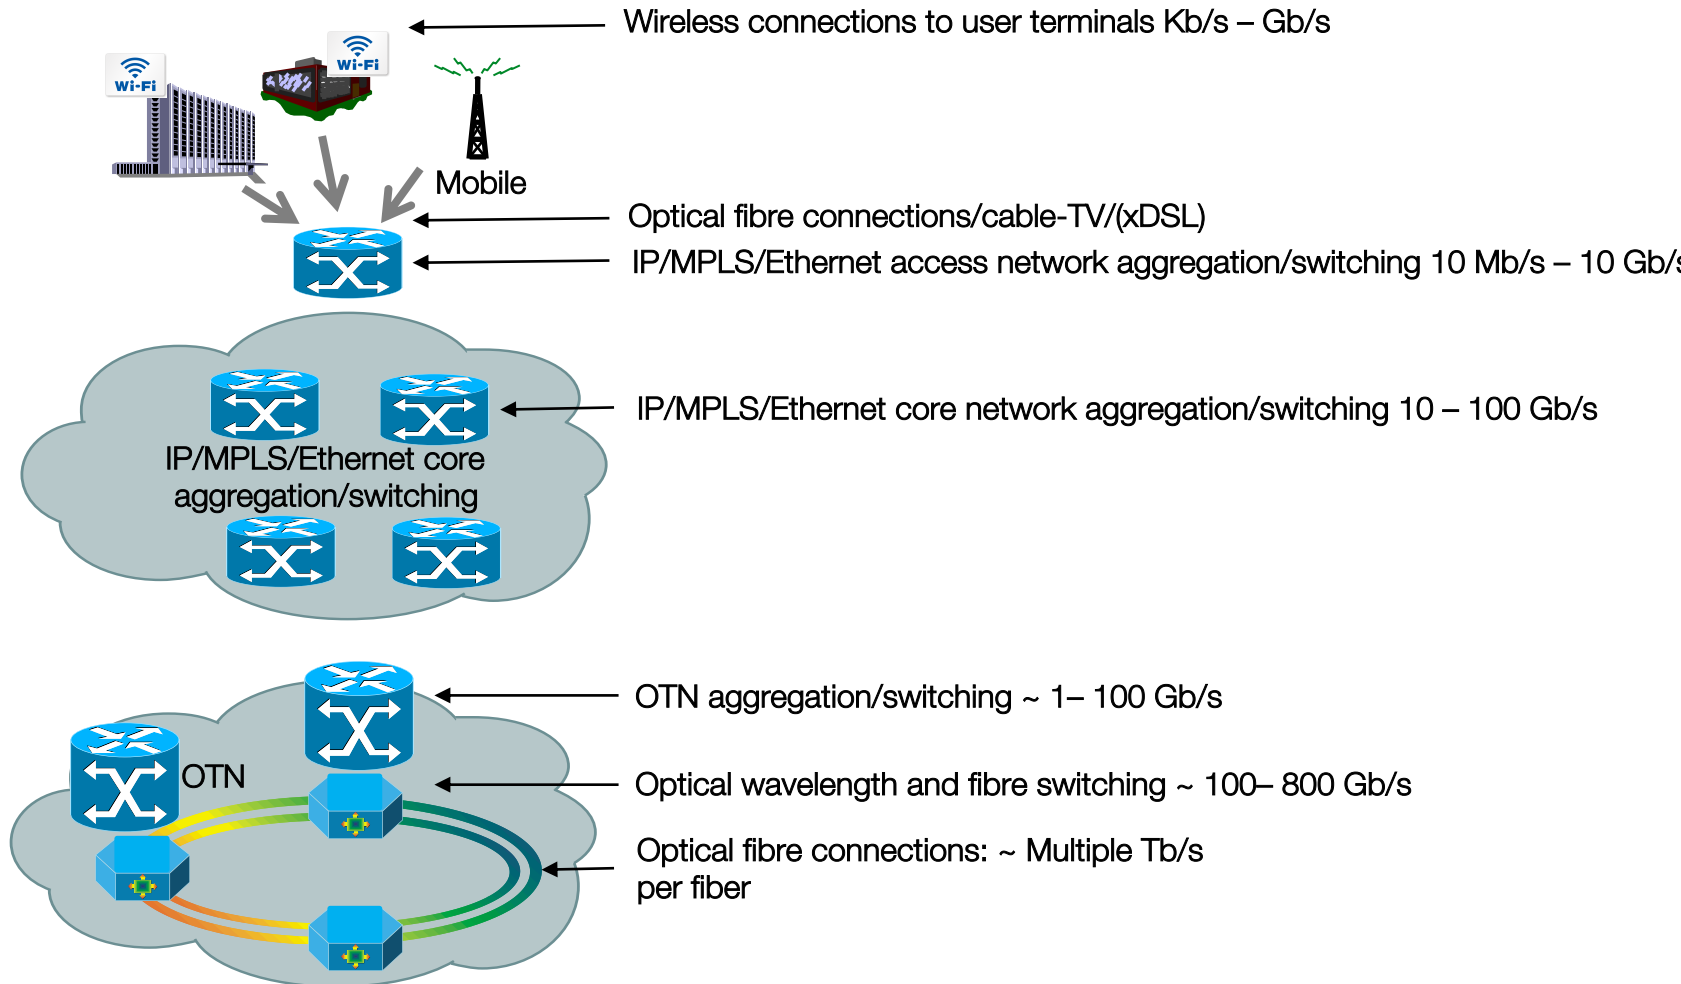 Wireless connections to user terminals Kb/s – Gb/s
Wi-Fi
Wi-Fi
Mobile
Optical fibre connections/cable-TV/(xDSL)
IP/MPLS/Ethernet access network aggregation/switching 10 Mb/s – 10 Gb/s
IP/MPLS/Ethernet core network aggregation/switching 10 – 100 Gb/s
IP/MPLS/Ethernet core
aggregation/switching
OTN aggregation/switching ~ 1– 100 Gb/s
OTN
Optical wavelength and fibre switching ~ 100– 800 Gb/s
Optical fibre connections: ~ Multiple Tb/s
per fiber